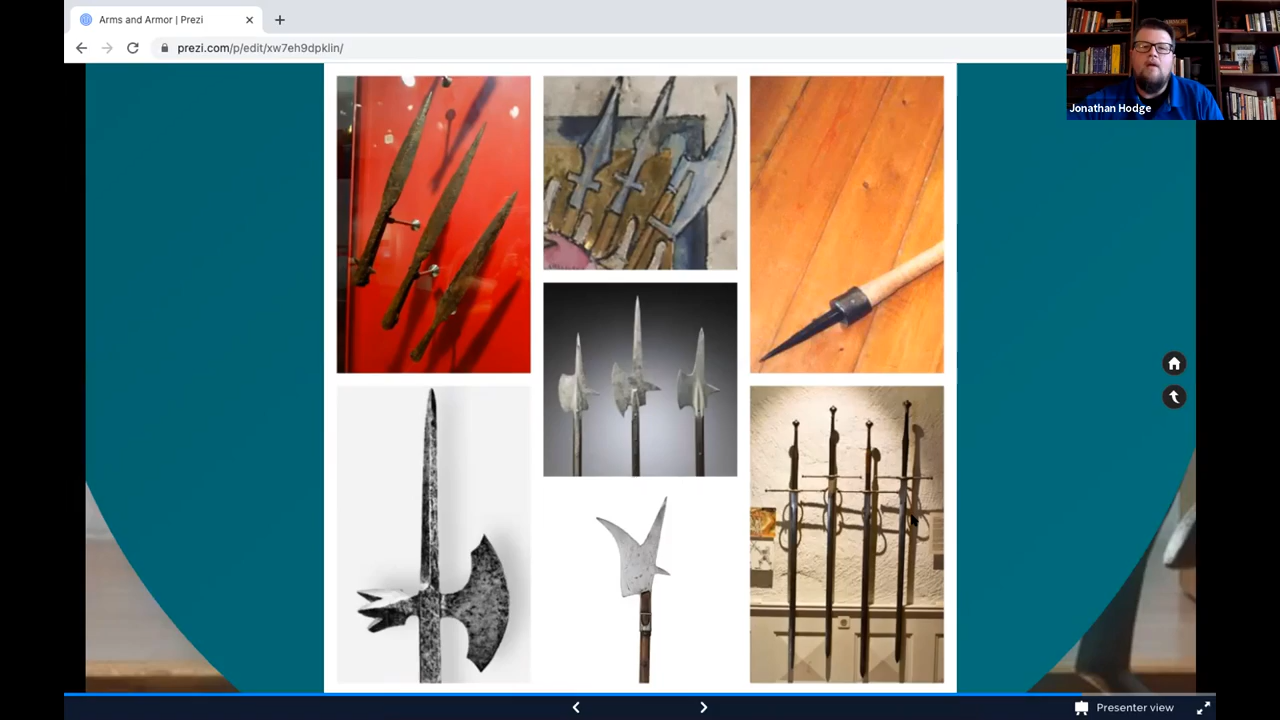 Arms and Armor | Prezi
prezi.com/p/edit/xw7eh9dpklin/
Jonathan Hodge
Presenter view